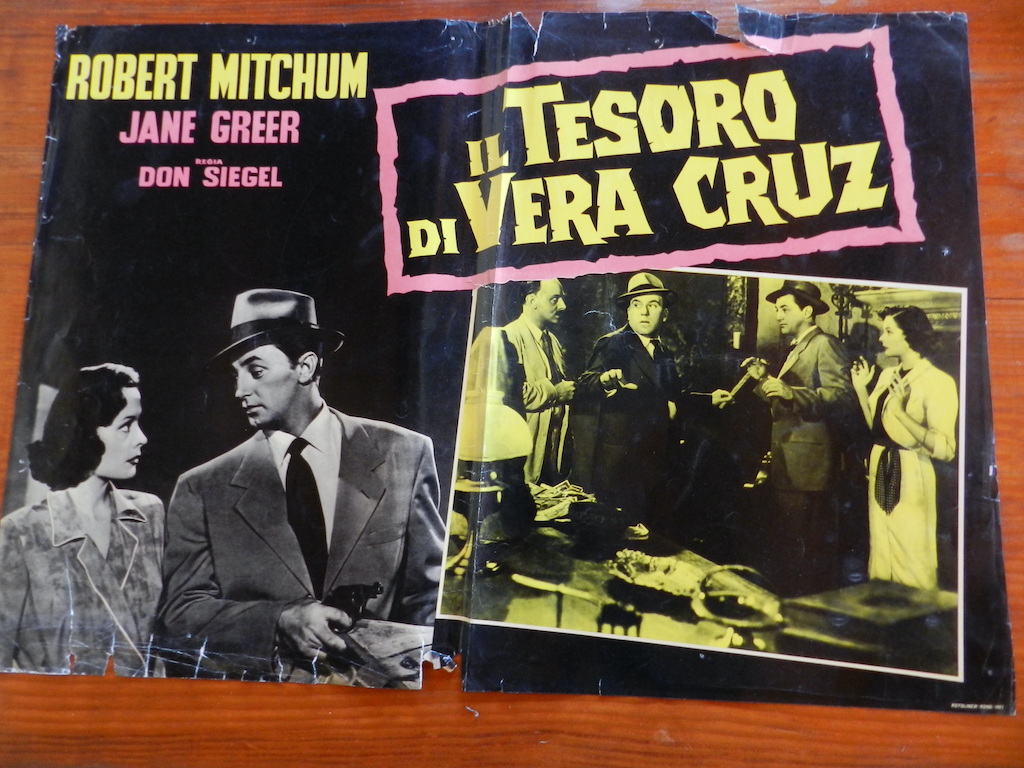 ROBERT MITCHUM
JANE GREER
REGIA
DON SIEGEL
IL TESORO
DI VERA CRUZ